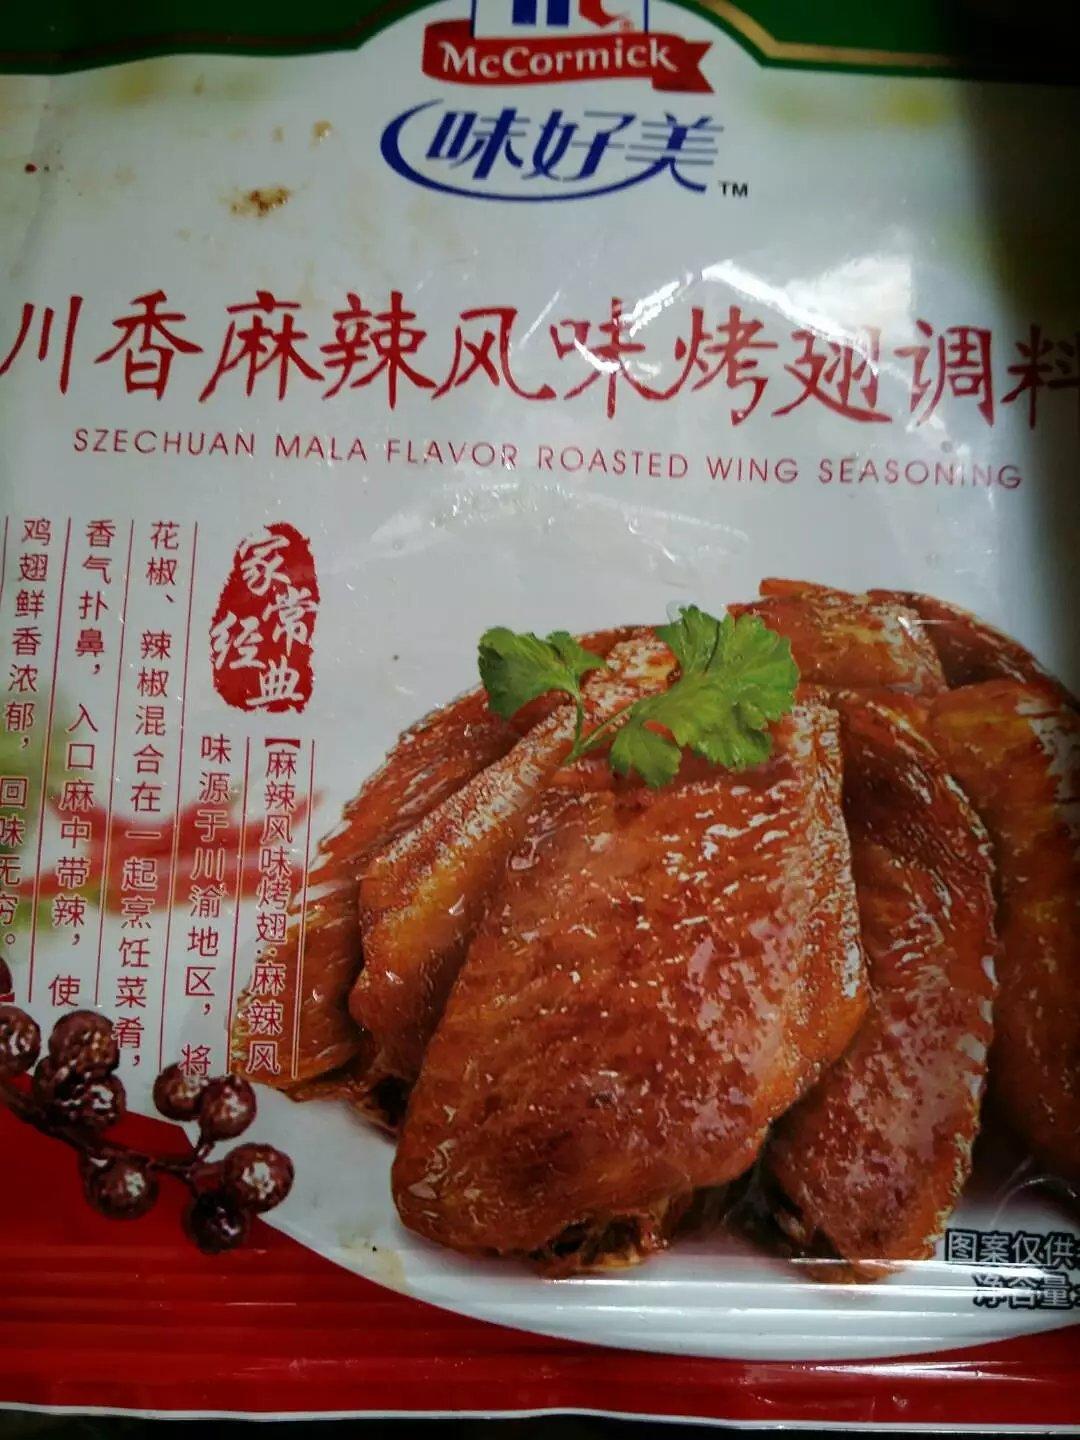 McCormick
味好美 TM
川香麻辣风味烤翅调料
SZECHUAN MALA FLAVOR ROASTED WING SEASONING
家常
经典
【麻辣风味烤翅:麻辣风
味源于川渝地区，将
花椒、辣椒混合在一起烹饪菜肴，
香气扑鼻，入口麻中带辣，使
鸡翅鲜香浓郁，回味无穷。】
图案仅供
净含量